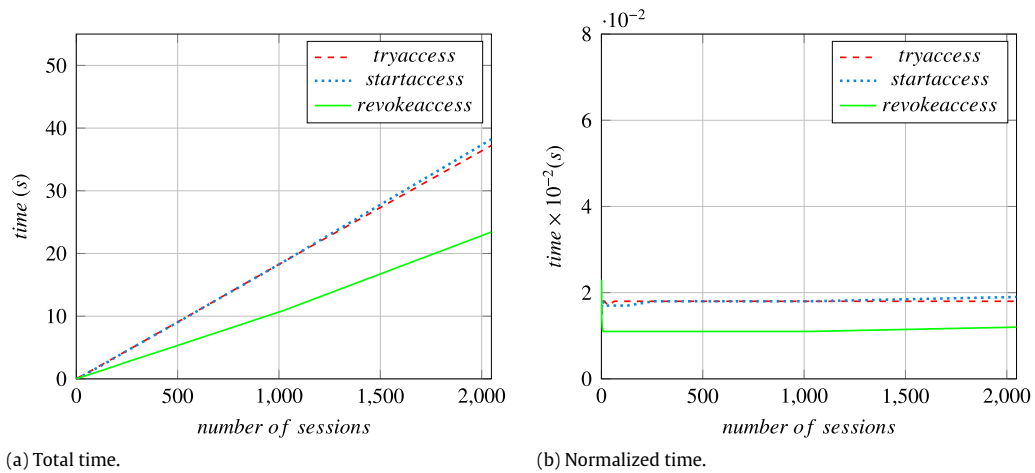 50
40
30
20
10
0
time (s)
tryaccess
startaccess
revokeaccess
0 500 1,000 1,500 2,000
number of sessions
(a) Total time.
·10−2
8
6
4
2
0
time × 10−2(s)
tryaccess
startaccess
revokeaccess
0 500 1,000 1,500 2,000
number of sessions
(b) Normalized time.